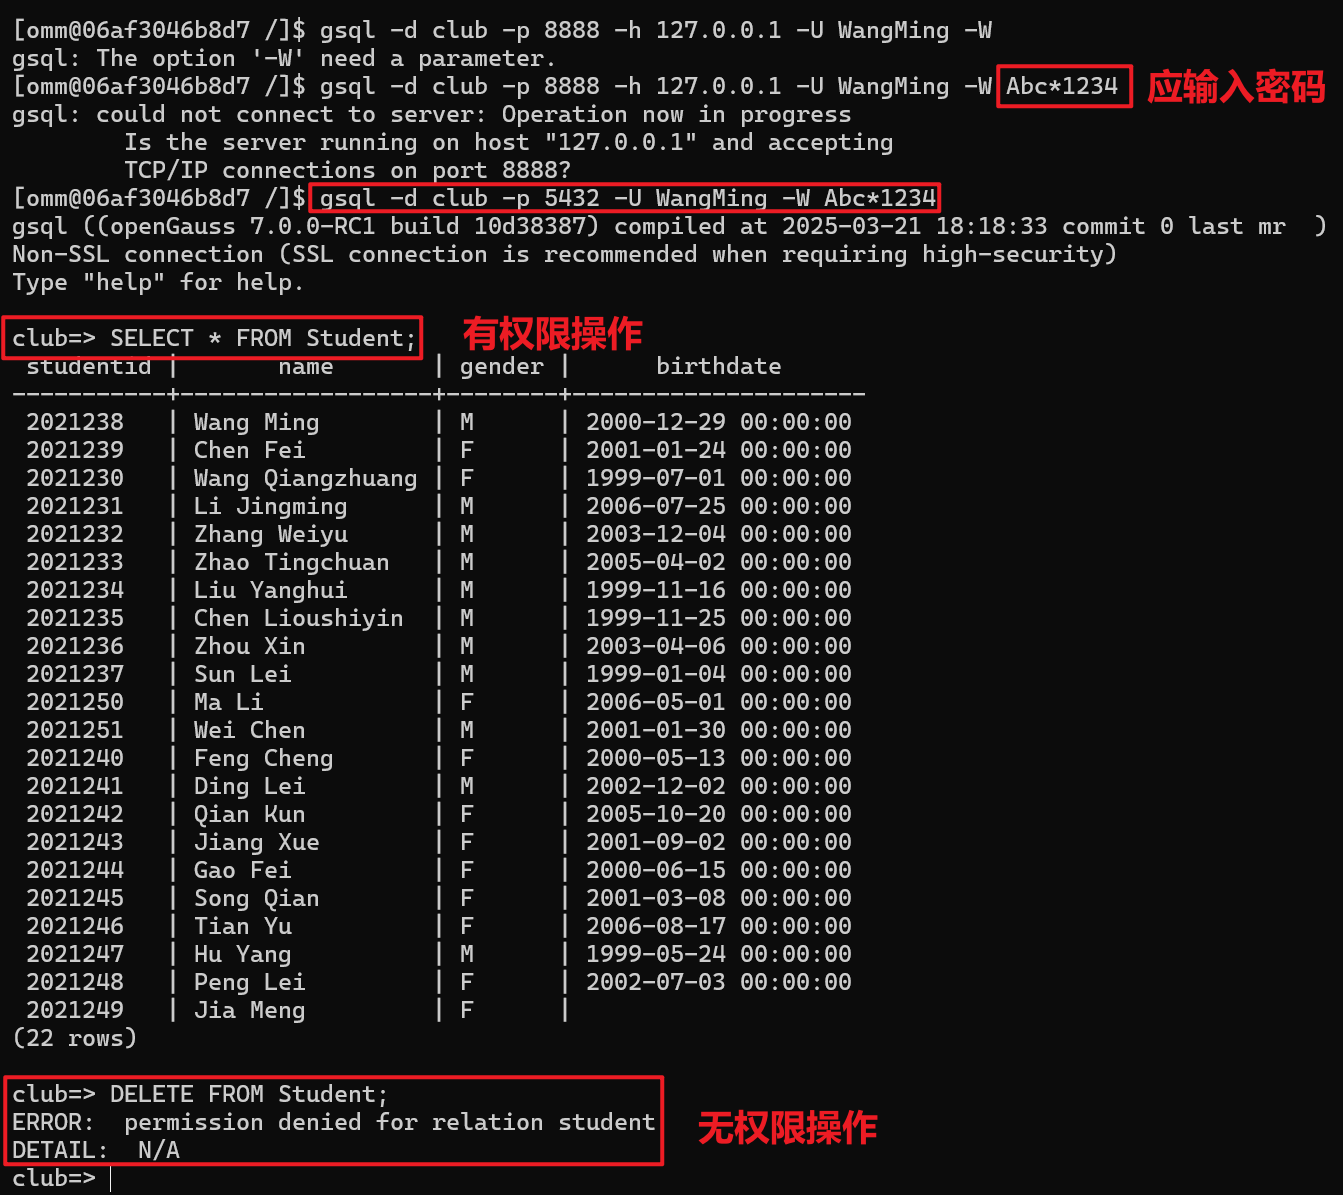 [omm@06af3046b8d7 /]$ gsql -d club -p 8888 -h 127.0.0.1 -U WangMing -W
gsql: The option '-W' need a parameter.
[omm@06af3046b8d7 /]$ gsql -d club -p 8888 -h 127.0.0.1 -U WangMing -W Abc*1234 应输入密码
gsql: could not connect to server: Operation now in progress
        Is the server running on host "127.0.0.1" and accepting
        TCP/IP connections on port 8888?
[omm@06af3046b8d7 /]$ gsql -d club -p 5432 -U WangMing -W Abc*1234
gsql ((openGauss 7.0.0-RC1 build 10d38387) compiled at 2025-03-21 18:18:33 commit 0 last mr  )
Non-SSL connection (SSL connection is recommended when requiring high-security)
Type "help" for help.
club=> SELECT * FROM Student; 有权限操作
 studentid |       name       | gender |      birthdate
-----------+------------------+--------+---------------------
 2021238   | Wang Ming        | M      | 2000-12-29 00:00:00
 2021239   | Chen Fei         | F      | 2001-01-24 00:00:00
 2021230   | Wang Qiangzhuang | F      | 1999-07-01 00:00:00
 2021231   | Li Jingming      | M      | 2006-07-25 00:00:00
 2021232   | Zhang Weiyu      | M      | 2003-12-04 00:00:00
 2021233   | Zhao Tingchuan   | M      | 2005-04-02 00:00:00
 2021234   | Liu Yanghui      | M      | 1999-11-16 00:00:00
 2021235   | Chen Lioushiyin  | M      | 1999-11-25 00:00:00
 2021236   | Zhou Xin         | M      | 2003-04-06 00:00:00
 2021237   | Sun Lei          | M      | 1999-01-04 00:00:00
 2021250   | Ma Li            | F      | 2006-05-01 00:00:00
 2021251   | Wei Chen         | M      | 2001-01-30 00:00:00
 2021240   | Feng Cheng       | F      | 2000-05-13 00:00:00
 2021241   | Ding Lei         | M      | 2002-12-02 00:00:00
 2021242   | Qian Kun         | F      | 2005-10-20 00:00:00
 2021243   | Jiang Xue        | F      | 2001-09-02 00:00:00
 2021244   | Gao Fei          | F      | 2000-06-15 00:00:00
 2021245   | Song Qian        | F      | 2001-03-08 00:00:00
 2021246   | Tian Yu          | F      | 2006-08-17 00:00:00
 2021247   | Hu Yang          | M      | 1999-05-24 00:00:00
 2021248   | Peng Lei         | F      | 2002-07-03 00:00:00
 2021249   | Jia Meng         | F      |
(22 rows)
club=> DELETE FROM Student;
ERROR:  permission denied for relation student 无权限操作
DETAIL:  N/A
club=>